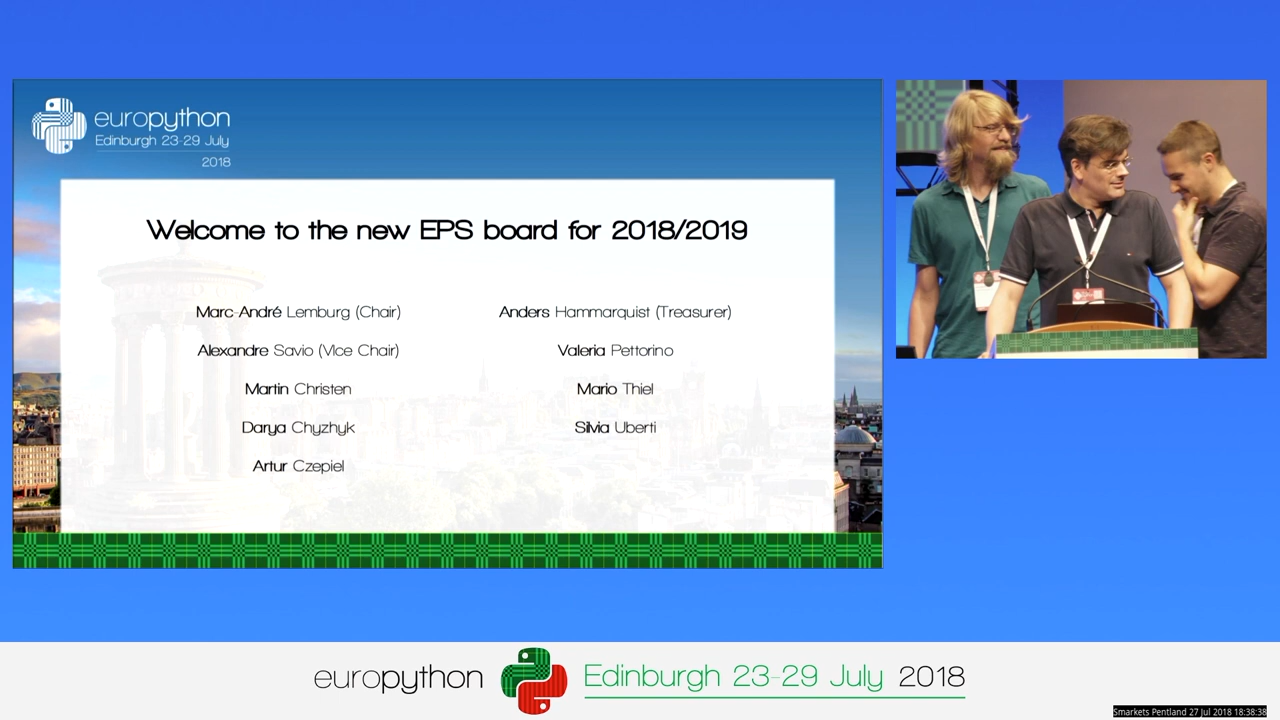 europython
Edinburgh 23-29 July
2018
Welcome to the new EPS board for 2018/2019
Marc-André Lemburg (Chair)
Alexandre Savio (VIce Chair)
Martin Christen
Darya Chyzhyk
Artur Czepiel
Anders Hammarquist (Treasurer)
Valeria Pettorino
Mario Thiel
Silvia Uberti
europython Edinburgh 23-29 July 2018
Smarkets Pentland 27 Jul 2018 18:38:38